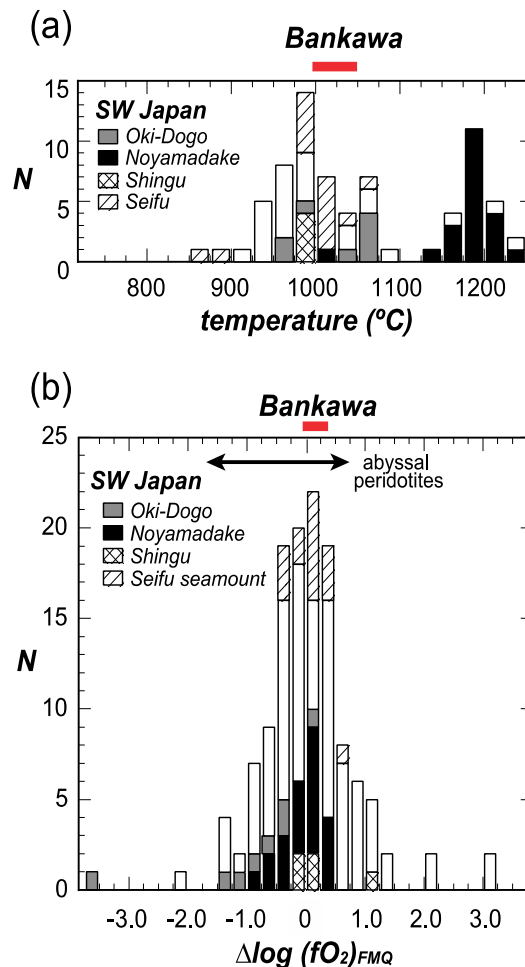 (a)
Bankawa
15
10
5
0
N
SW Japan
Oki-Dogo
Noyamadake
Shingu
Seifu
800 900 1000 1100 1200
temperature (ºC)
(b)
Bankawa
25
20
15
10
5
0
N
abyssal
peridotites
SW Japan
Oki-Dogo
Noyamadake
Shingu
Seifu seamount
-3.0 -2.0 -1.0 0 1.0 2.0 3.0
Δlog (fO₂)FMQ